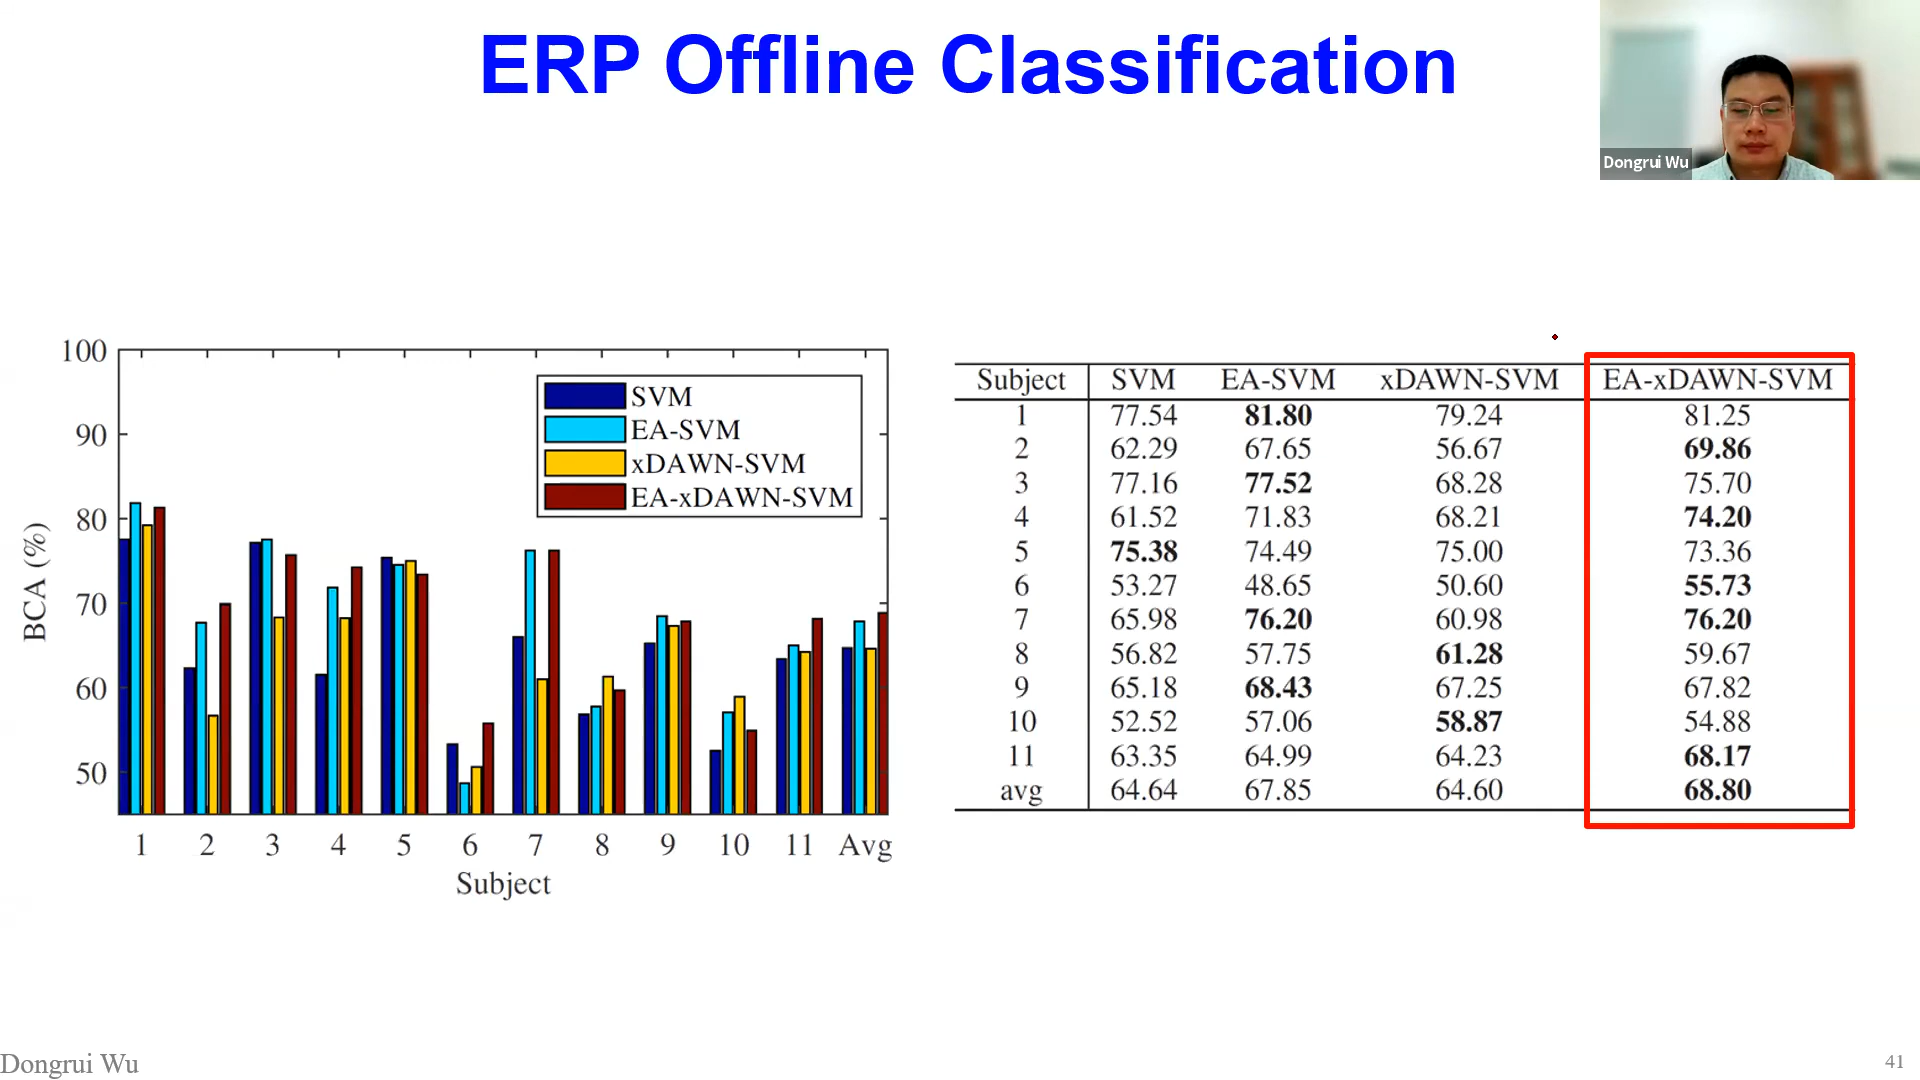 ERP Offline Classification
Dongrui Wu
100
90
80
70
60
50
BCA (%)
SVM
EA-SVM
xDAWN-SVM
EA-xDAWN-SVM
1 2 3 4 5 6 7 8 9 10 11 Avg
Subject
Subject SVM EA-SVM xDAWN-SVM EA-xDAWN-SVM
1 77.54 81.80 79.24 81.25
2 62.29 67.65 56.67 69.86
3 77.16 77.52 68.28 75.70
4 61.52 71.83 68.21 74.20
5 75.38 74.49 75.00 73.36
6 53.27 48.65 50.60 55.73
7 65.98 76.20 60.98 76.20
8 56.82 57.75 61.28 59.67
9 65.18 68.43 67.25 67.82
10 52.52 57.06 58.87 54.88
11 63.35 64.99 64.23 68.17
avg 64.64 67.85 64.60 68.80
Dongrui Wu
41